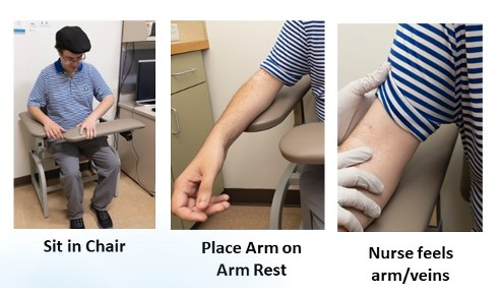 Sit in Chair
Place Arm on
Arm Rest
Nurse feels
arm/veins